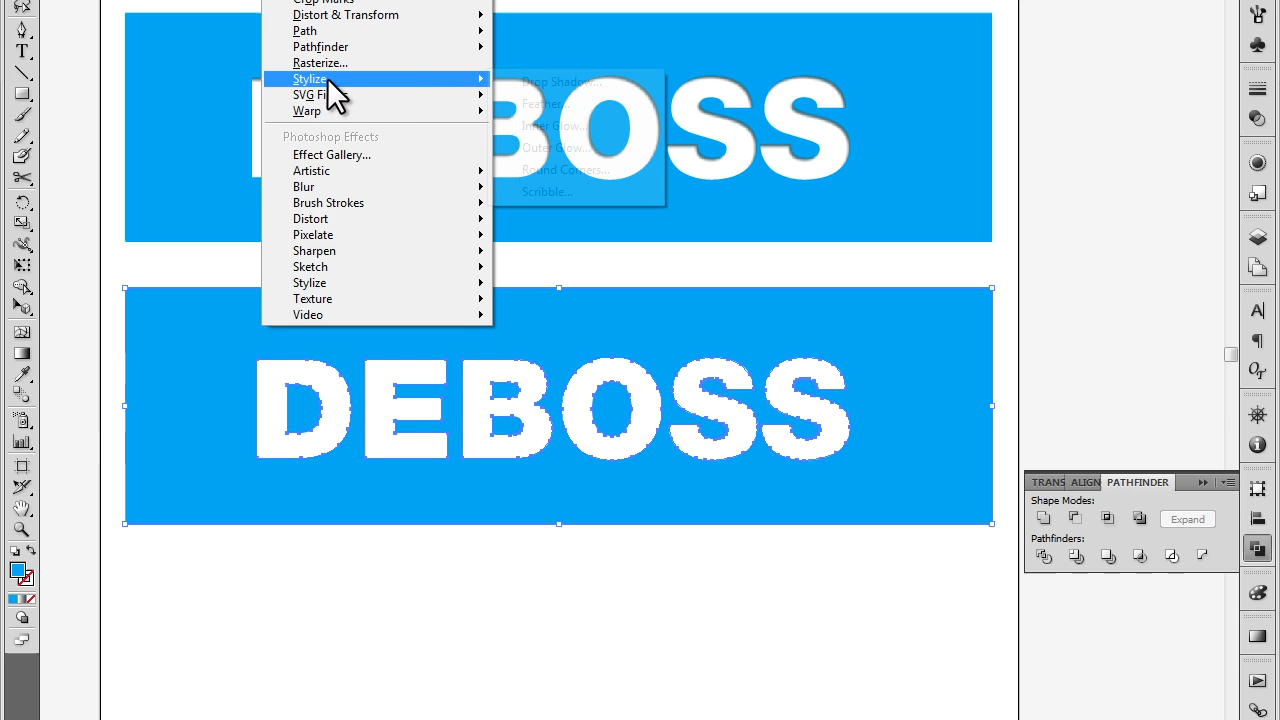 Crop Marks
Distort & Transform
Path
Pathfinder
Rasterize...
Stylize
SVG Fi
Warp
Photoshop Effects
Effect Gallery...
Artistic
Blur
Brush Strokes
Distort
Pixelate
Sharpen
Sketch
Stylize
Texture
Video
Drop Shadow...
Feather...
Inner Glow...
Outer Glow...
Round Corners...
Scribble...
BOSS
DEBOSS
TRANS ALIGN PATHFINDER
Shape Modes:
Expand
Pathfinders: